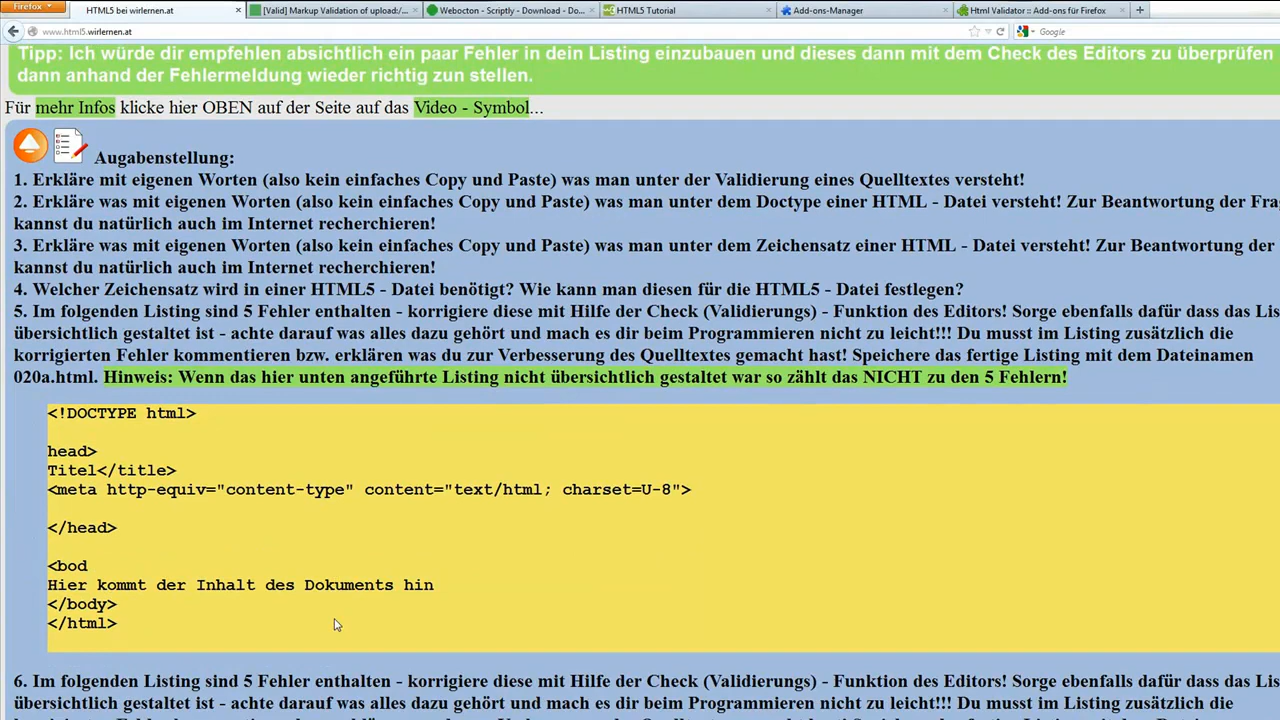 Firefox
HTML5 bei wirlernen.at
[Valid] Markup Validation of upload:/...
Webocton - Scriptly - Download - Do...
HTML5 Tutorial
Add-ons-Manager
Html Validator :: Add-ons für Firefox
www.html5.wirlernen.at
Google
Tipp: Ich würde dir empfehlen absichtlich ein paar Fehler in dein Listing einzubauen und dieses dann mit dem Check des Editors zu überprüfen
dann anhand der Fehlermeldung wieder richtig zun stellen.
Für mehr Infos klicke hier OBEN auf der Seite auf das Video - Symbol...
Augabenstellung:
1. Erkläre mit eigenen Worten (also kein einfaches Copy und Paste) was man unter der Validierung eines Quelltextes versteht!
2. Erkläre was mit eigenen Worten (also kein einfaches Copy und Paste) was man unter dem Doctype einer HTML - Datei versteht! Zur Beantwortung der Fra
kannst du natürlich auch im Internet recherchieren!
3. Erkläre was mit eigenen Worten (also kein einfaches Copy und Paste) was man unter dem Zeichensatz einer HTML - Datei versteht! Zur Beantwortung der
kannst du natürlich auch im Internet recherchieren!
4. Welcher Zeichensatz wird in einer HTML5 - Datei benötigt? Wie kann man diesen für die HTML5 - Datei festlegen?
5. Im folgenden Listing sind 5 Fehler enthalten - korrigiere diese mit Hilfe der Check (Validierungs) - Funktion des Editors! Sorge ebenfalls dafür dass das Lis
übersichtlich gestaltet ist - achte darauf was alles dazu gehört und mach es dir beim Programmieren nicht zu leicht!!! Du musst im Listing zusätzlich die
korrigierten Fehler kommentieren bzw. erklären was du zur Verbesserung des Quelltextes gemacht hast! Speichere das fertige Listing mit dem Dateinamen
020a.html. Hinweis: Wenn das hier unten angeführte Listing nicht übersichtlich gestaltet war so zählt das NICHT zu den 5 Fehlern!
<!DOCTYPE html>
head>
Titel</title>
<meta http-equiv="content-type" content="text/html; charset=U-8">
</head>
<bod
Hier kommt der Inhalt des Dokuments hin
</body>
</html>
6. Im folgenden Listing sind 5 Fehler enthalten - korrigiere diese mit Hilfe der Check (Validierungs) - Funktion des Editors! Sorge ebenfalls dafür dass das Lis
übersichtlich gestaltet ist - achte darauf was alles dazu gehört und mach es dir beim Programmieren nicht zu leicht!!! Du musst im Listing zusätzlich die